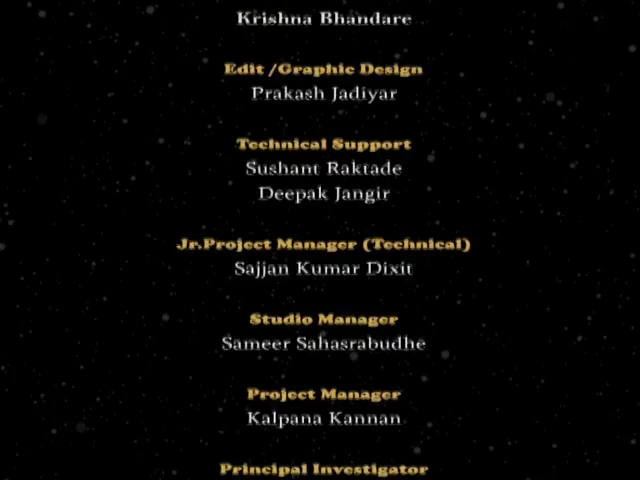 Krishna Bhandare
Edit /Graphic Design
Prakash Jadiyar
Technical Support
Sushant Raktade
Deepak Jangir
Jr.Project Manager (Technical)
Sajjan Kumar Dixit
Studio Manager
Sameer Sahasrabudhe
Project Manager
Kalpana Kannan
Principal Investigator